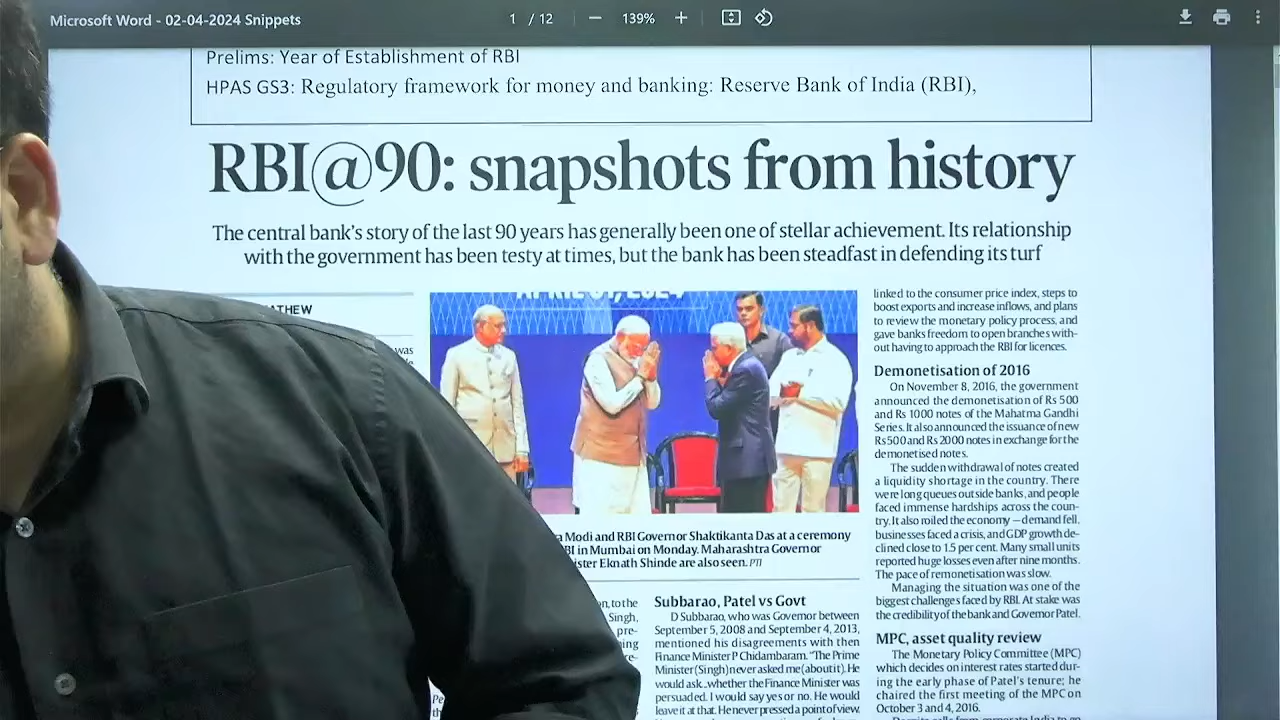 Microsoft Word - 02-04-2024 Snippets
1 / 12
139%
Prelims: Year of Establishment of RBI
HPAS GS3: Regulatory framework for money and banking: Reserve Bank of India (RBI),
RBI@90: snapshots from history
The central bank's story of the last 90 years has generally been one of stellar achievement. Its relationship
with the government has been testy at times, but the bank has been steadfast in defending its turf
ATHEW
was
APRIL 01, 2024
Modi and RBI Governor Shaktikanta Das at a ceremony
in Mumbai on Monday. Maharashtra Governor
Eknath Shinde are also seen. PTI
to the
Singh,
pre-
Subbarao, Patel vs Govt
D Subbarao, who was Governor between
September 5, 2008 and September 4, 2013,
mentioned his disagreements with then
Finance Minister P Chidambaram. "The Prime
Minister (Singh) never asked me (about it). He
would ask..whether the Finance Minister was
persuaded. I would say yes or no. He would
leave it at that. He never pressed a point of view.
linked to the consumer price index, steps to
boost exports and increase inflows, and plans
to review the monetary policy process, and
gave banks freedom to open branches with-
out having to approach the RBI for licences.
Demonetisation of 2016
On November 8, 2016, the government
announced the demonetisation of Rs 500
and Rs 1000 notes of the Mahatma Gandhi
Series. It also announced the issuance of new
Rs 500 and Rs 2000 notes in exchange for the
demonetised notes.
The sudden withdrawal of notes created
a liquidity shortage in the country. There
were long queues outside banks, and people
faced immense hardships across the coun-
try. It also roiled the economy — demand fell,
businesses faced a crisis, and GDP growth de-
clined close to 1.5 per cent. Many small units
reported huge losses even after nine months.
The pace of remonetisation was slow.
Managing the situation was one of the
biggest challenges faced by RBI. At stake was
the credibility of the bank and Governor Patel.
MPC, asset quality review
The Monetary Policy Committee (MPC)
which decides on interest rates started dur-
ing the early phase of Patel's tenure; he
chaired the first meeting of the MPC on
October 3 and 4, 2016.